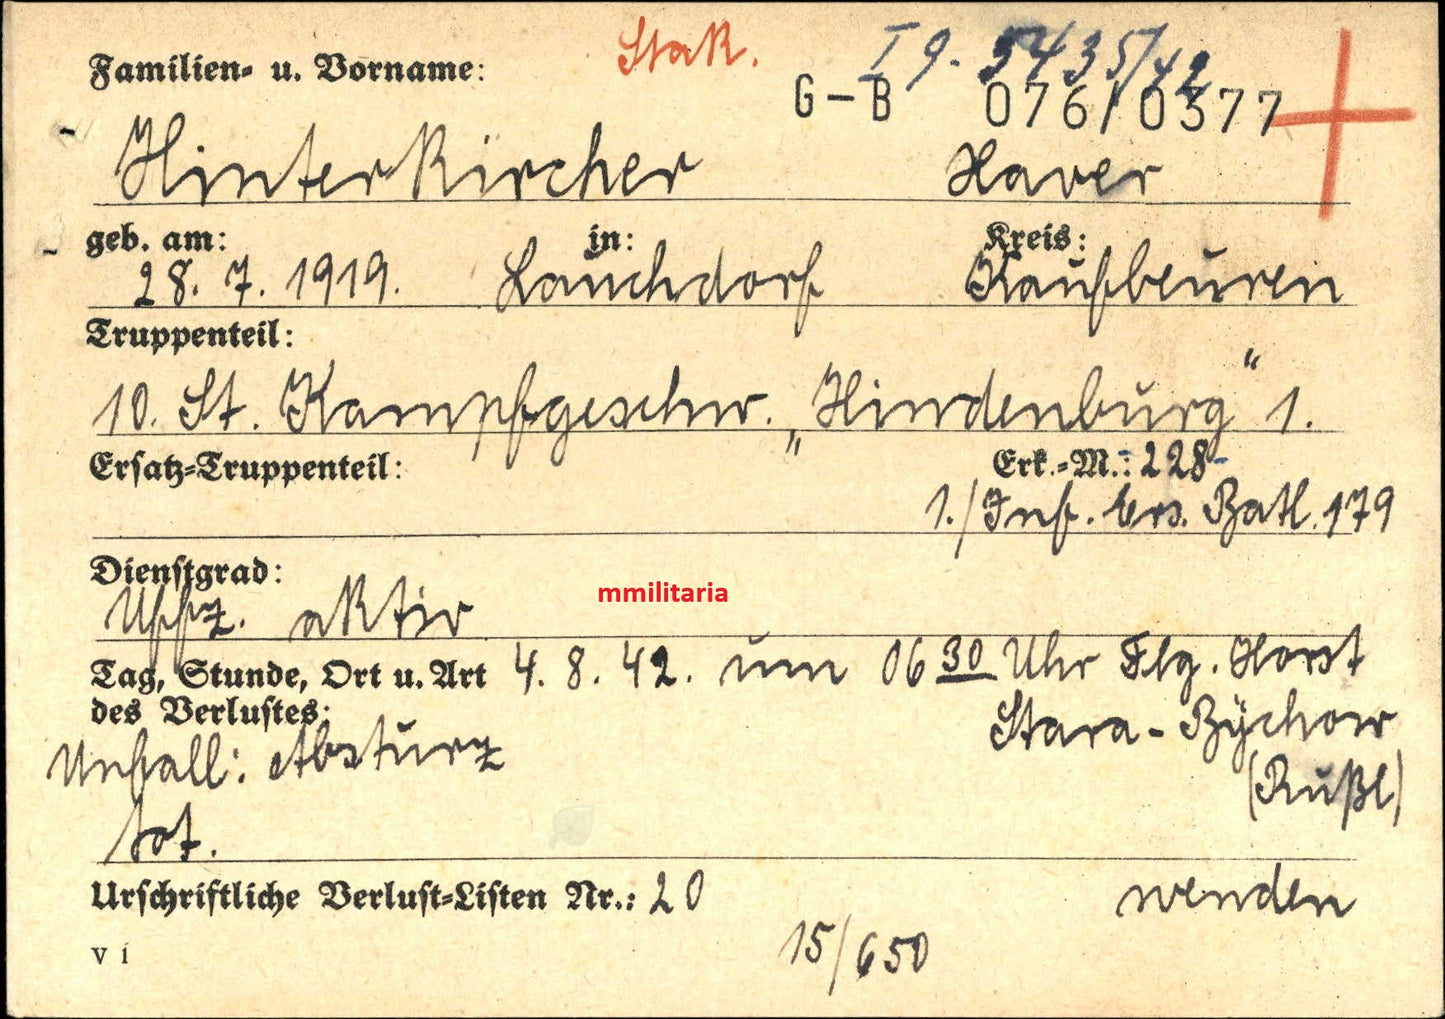 Familien- u. Vorname: StaK. I 9. 5435/42
G-B 076/0377
Hinterkircher Xaver
geb. am: in: Kreis:
28. 7. 1919. Lauchdorf Kaufbeuren
Truppenteil:
10. St. Kampfgeschw. „Hindenburg“ 1.
Ersatz-Truppenteil: Erk.-M.: 228-
1./Inf. Ers. Batl. 179
Dienstgrad:
Uffz. aktiv
mmilitaria
Tag, Stunde, Ort u. Art 4. 8. 42. um 06 30 Uhr Flg. Horst
des Verlustes: Stara-Bychow
Unfall: Absturz (Rußl)
tot.
Urschriftliche Verlust-Listen Nr.: 20 wenden
15/650
v i